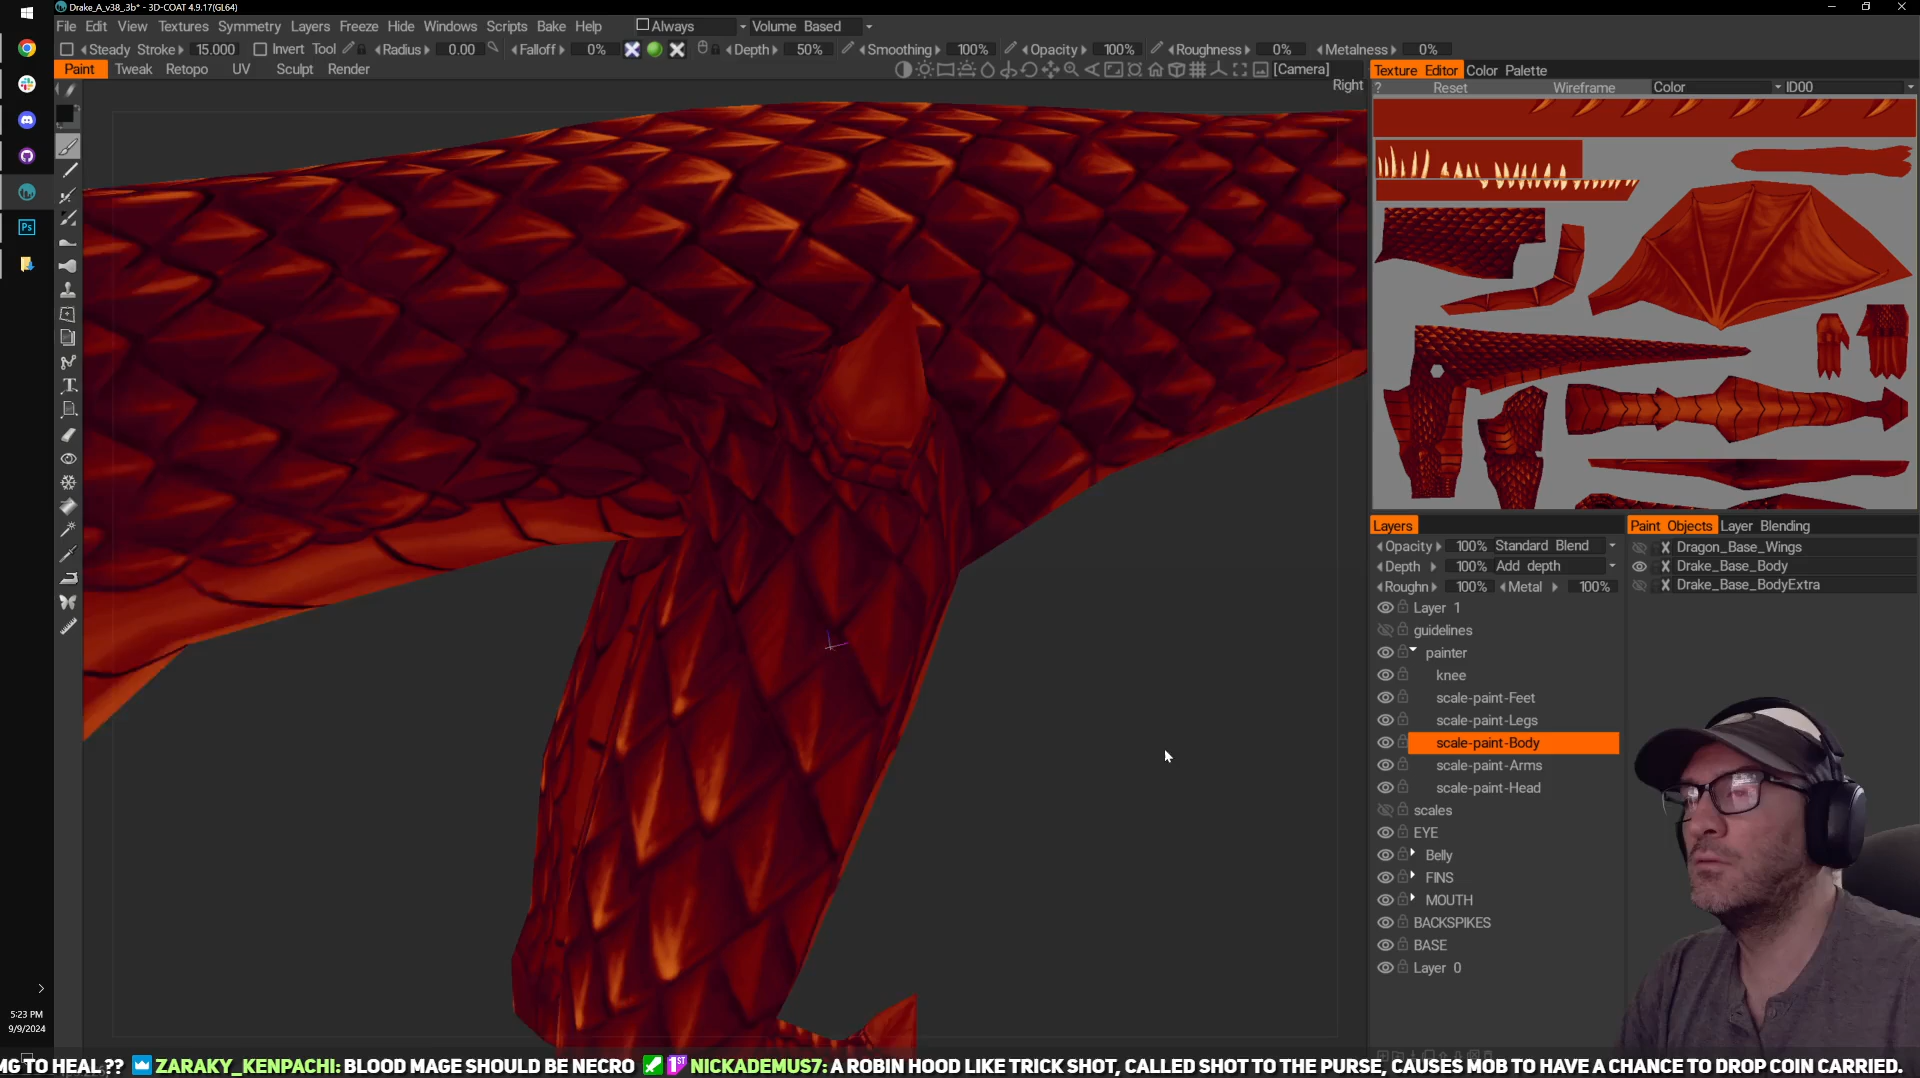 Drake_A_v38_.3b* - 3D-COAT 4.9.17(GL64)
File Edit View Textures Symmetry Layers Freeze Hide Windows Scripts Bake Help Always Volume Based
Steady Stroke 15.000 Invert Tool Radius 0.00 Falloff 0% Depth 50% Smoothing 100% Opacity 100% Roughness 0% Metalness 0%
Paint Tweak Retopo UV Sculpt Render [Camera]
Right
Texture Editor Color Palette
? Reset Wireframe Color ID00
Layers
Opacity 100% Standard Blend
Depth 100% Add depth
Roughn 100% Metal 100%
Layer 1
guidelines
painter
knee
scale-paint-Feet
scale-paint-Legs
scale-paint-Body
scale-paint-Arms
scale-paint-Head
scales
EYE
Belly
FINS
MOUTH
BACKSPIKES
BASE
Layer 0
Paint Objects Layer Blending
Dragon_Base_Wings
Drake_Base_Body
Drake_Base_BodyExtra
Ps
5:23 PM
9/9/2024
MG TO HEAL ?? ZARAKY_KENPACHI: BLOOD MAGE SHOULD BE NECRO 1ST NICKADEMUS7: A ROBIN HOOD LIKE TRICK SHOT, CALLED SHOT TO THE PURSE, CAUSES MOB TO HAVE A CHANCE TO DROP COIN CARRIED.